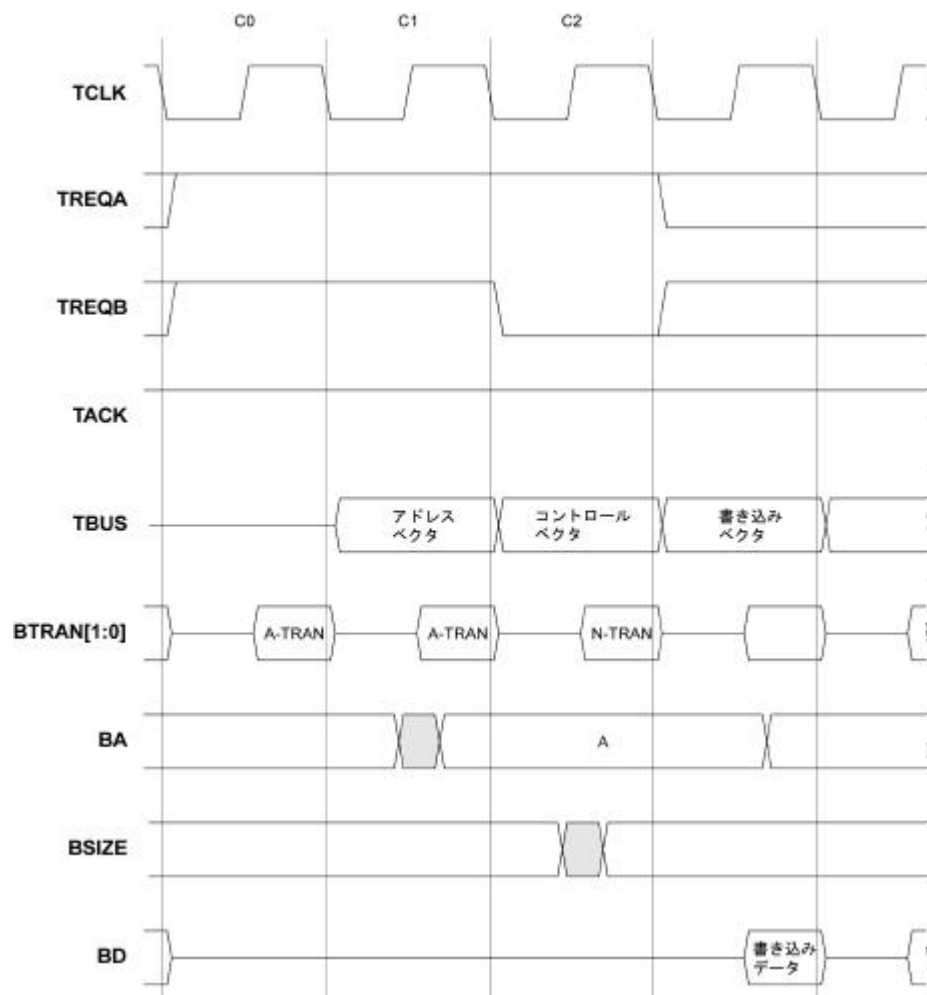 C0 C1 C2
TCLK
TREQA
TREQB
TACK
TBUS アドレス コントロール 書き込み
ベクタ ベクタ ベクタ
BTRAN[1:0] A-TRAN A-TRAN N-TRAN
BA A
BSIZE
BD 書き込み
データ